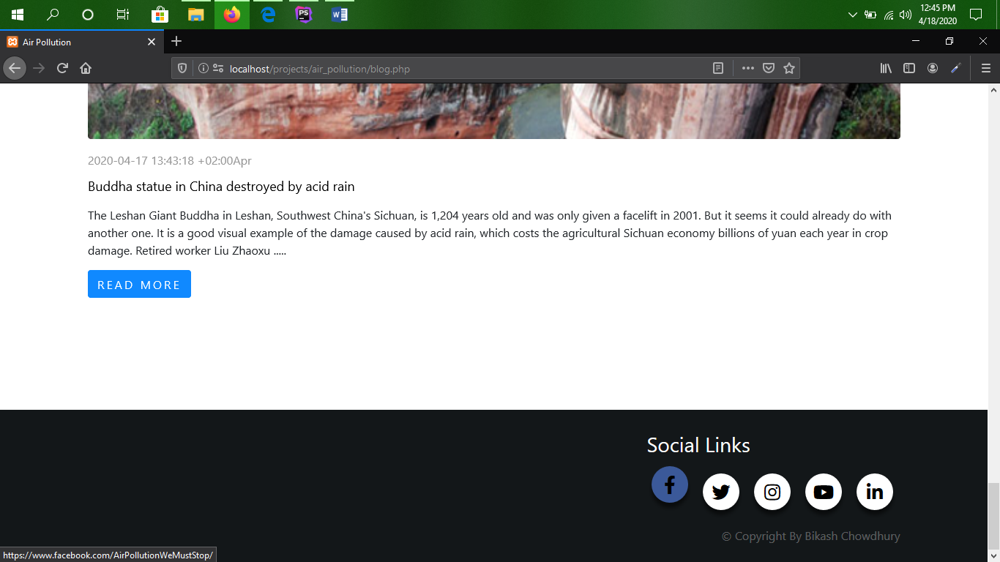 12:45 PM
4/18/2020
Air Pollution
localhost/projects/air_pollution/blog.php
2020-04-17 13:43:18 +02:00Apr
Buddha statue in China destroyed by acid rain
The Leshan Giant Buddha in Leshan, Southwest China's Sichuan, is 1,204 years old and was only given a facelift in 2001. But it seems it could already do with
another one. It is a good visual example of the damage caused by acid rain, which costs the agricultural Sichuan economy billions of yuan each year in crop
damage. Retired worker Liu Zhaoxu .....
READ MORE
Social Links
© Copyright By Bikash Chowdhury
https://www.facebook.com/AirPollutionWeMustStop/